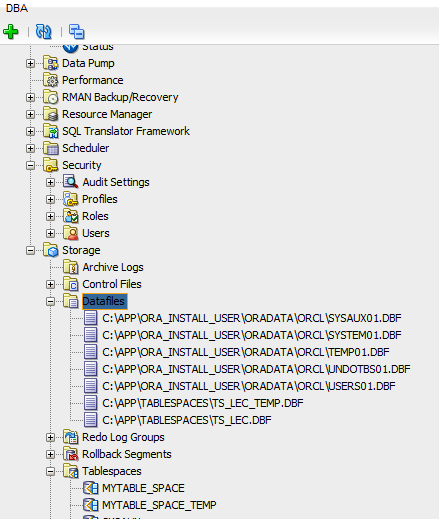 DBA
Status
Data Pump
Performance
RMAN Backup/Recovery
Resource Manager
SQL Translator Framework
Scheduler
Security
Audit Settings
Profiles
Roles
Users
Storage
Archive Logs
Control Files
Datafiles
C:\APP\ORA_INSTALL_USER\ORADATA\ORCL\SYSAUX01.DBF
C:\APP\ORA_INSTALL_USER\ORADATA\ORCL\SYSTEM01.DBF
C:\APP\ORA_INSTALL_USER\ORADATA\ORCL\TEMP01.DBF
C:\APP\ORA_INSTALL_USER\ORADATA\ORCL\UNDOTBS01.DBF
C:\APP\ORA_INSTALL_USER\ORADATA\ORCL\USERS01.DBF
C:\APP\TABLESPACES\TS_LEC_TEMP.DBF
C:\APP\TABLESPACES\TS_LEC.DBF
Redo Log Groups
Rollback Segments
Tablespaces
MYTABLE_SPACE
MYTABLE_SPACE_TEMP